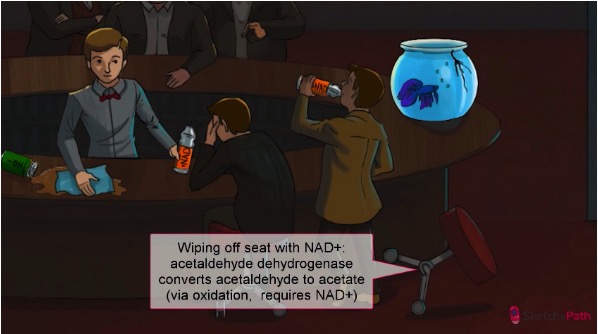 NAD
NAD
Wiping off seat with NAD+:
acetaldehyde dehydrogenase
converts acetaldehyde to acetate
(via oxidation, requires NAD+)
SketchyPath